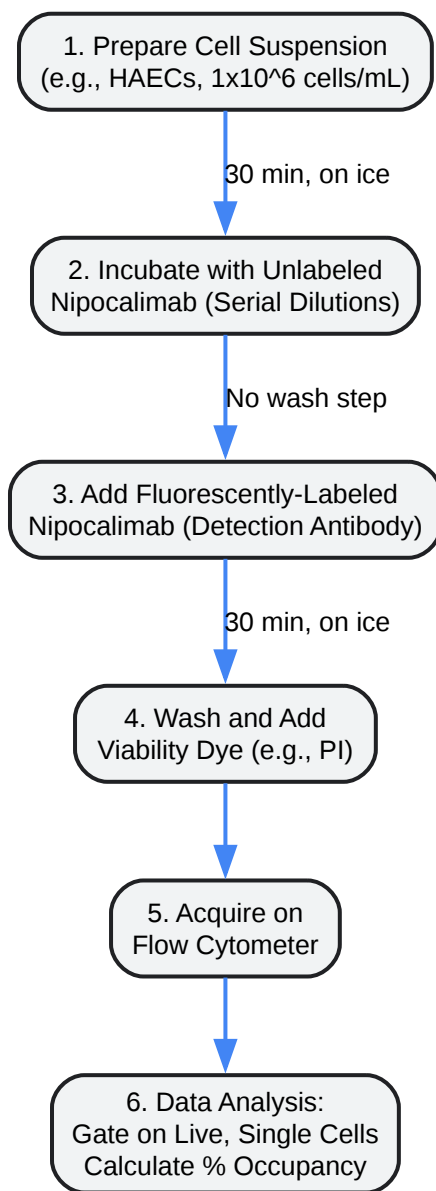 1. Prepare Cell Suspension
(e.g., HAECs, 1x10^6 cells/mL)
30 min, on ice
2. Incubate with Unlabeled
Nipocalimab (Serial Dilutions)
No wash step
3. Add Fluorescently-Labeled
Nipocalimab (Detection Antibody)
30 min, on ice
4. Wash and Add
Viability Dye (e.g., PI)
5. Acquire on
Flow Cytometer
6. Data Analysis:
Gate on Live, Single Cells
Calculate % Occupancy